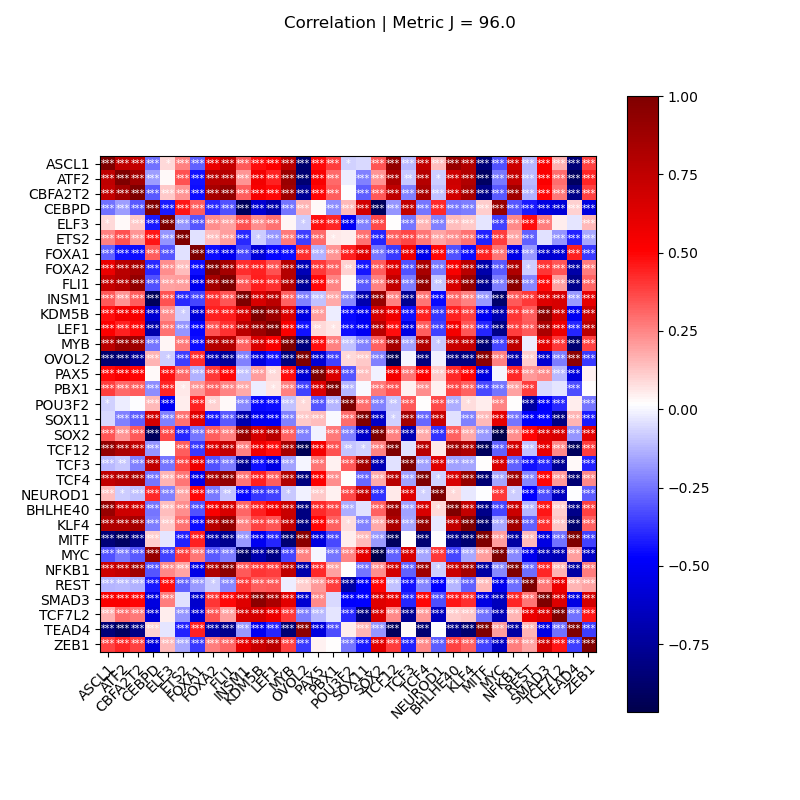 Correlation | Metric J = 96.0
ASCL1
ATF2
CBFA2T2
CEBPD
ELF3
ETS2
FOXA1
FOXA2
FLI1
INSM1
KDM5B
LEF1
MYB
OVOL2
PAX5
PBX1
POU3F2
SOX11
SOX2
TCF12
TCF3
TCF4
NEUROD1
BHLHE40
KLF4
MITF
MYC
NFKB1
REST
SMAD3
TCF7L2
TEAD4
ZEB1
ASCL1
ATF2
CBFA2T2
CEBPD
ELF3
ETS2
FOXA1
FOXA2
FLI1
INSM1
KDM5B
LEF1
MYB
OVOL2
PAX5
PBX1
POU3F2
SOX11
SOX2
TCF12
TCF3
TCF4
NEUROD1
BHLHE40
KLF4
MITF
MYC
NFKB1
REST
SMAD3
TCF7L2
TEAD4
ZEB1
1.00
0.75
0.50
0.25
0.00
−0.25
−0.50
−0.75